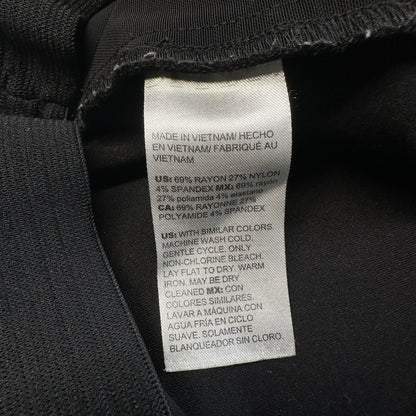 MADE IN VIETNAM/ HECHO
EN VIETNAM/ FABRIQUÉ AU
VIETNAM
US: 69% RAYON 27% NYLON
4% SPANDEX MX: 69% rayón
27% poliamida 4% elastano
CA: 69% RAYONNE 27%
POLYAMIDE 4% SPANDEX
US: WITH SIMILAR COLORS.
MACHINE WASH COLD,
GENTLE CYCLE. ONLY
NON-CHLORINE BLEACH.
LAY FLAT TO DRY. WARM
IRON. MAY BE DRY
CLEANED MX: CON
COLORES SIMILARES.
LAVAR A MÁQUINA CON
AGUA FRÍA EN CICLO
SUAVE. SOLAMENTE
BLANQUEADOR SIN CLORO.